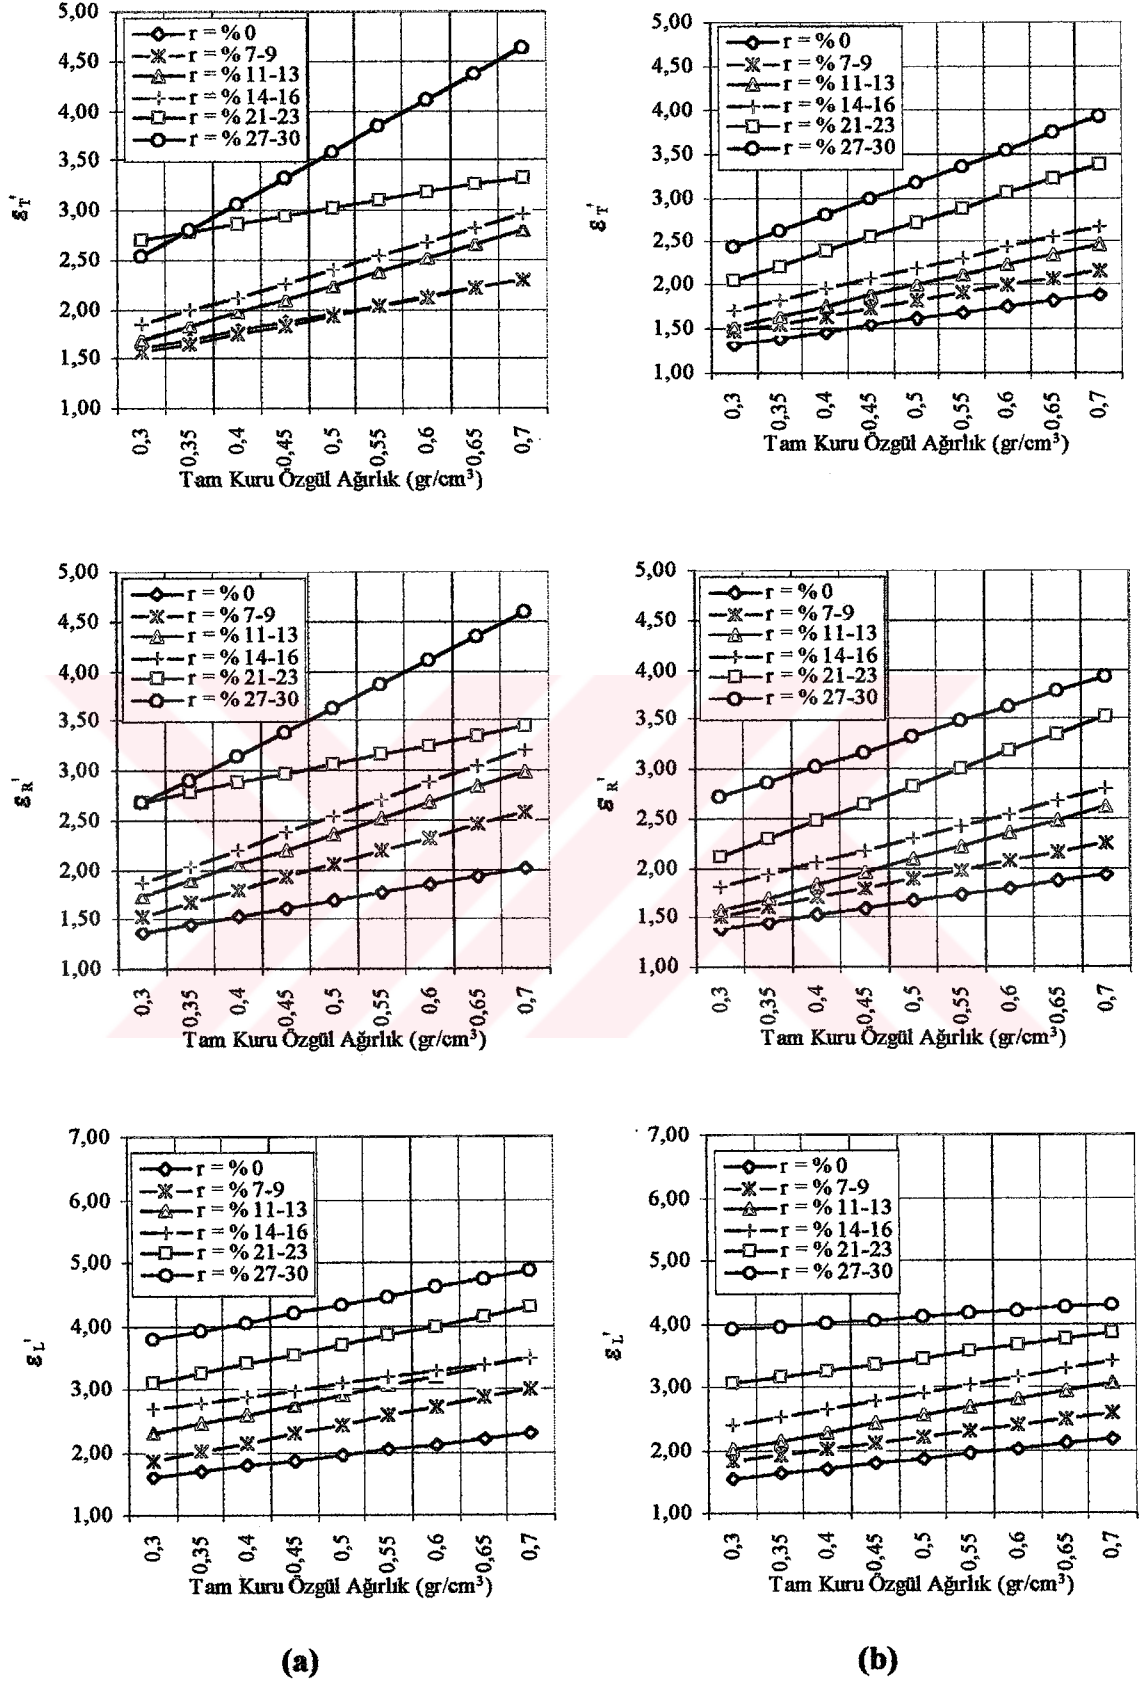 5,00
4,50
4,00
3,50
3,00
2,50
2,00
1,50
1,00
r = % 0
r = % 7-9
r = % 11-13
r = % 14-16
r = % 21-23
r = % 27-30
ε_T'
0,3
0,35
0,4
0,45
0,5
0,55
0,6
0,65
0,7
Tam Kuru Özgül Ağırlık (gr/cm³)
5,00
4,50
4,00
3,50
3,00
2,50
2,00
1,50
1,00
r = % 0
r = % 7-9
r = % 11-13
r = % 14-16
r = % 21-23
r = % 27-30
ε_T'
0,3
0,35
0,4
0,45
0,5
0,55
0,6
0,65
0,7
Tam Kuru Özgül Ağırlık (gr/cm³)
5,00
4,50
4,00
3,50
3,00
2,50
2,00
1,50
1,00
r = % 0
r = % 7-9
r = % 11-13
r = % 14-16
r = % 21-23
r = % 27-30
ε_R'
0,3
0,35
0,4
0,45
0,5
0,55
0,6
0,65
0,7
Tam Kuru Özgül Ağırlık (gr/cm³)
5,00
4,50
4,00
3,50
3,00
2,50
2,00
1,50
1,00
r = % 0
r = % 7-9
r = % 11-13
r = % 14-16
r = % 21-23
r = % 27-30
ε_R'
0,3
0,35
0,4
0,45
0,5
0,55
0,6
0,65
0,7
Tam Kuru Özgül Ağırlık (gr/cm³)
7,00
6,00
5,00
4,00
3,00
2,00
1,00
r = % 0
r = % 7-9
r = % 11-13
r = % 14-16
r = % 21-23
r = % 27-30
ε_L'
0,3
0,35
0,4
0,45
0,5
0,55
0,6
0,65
0,7
Tam Kuru Özgül Ağırlık (gr/cm³)
7,00
6,00
5,00
4,00
3,00
2,00
1,00
r = % 0
r = % 7-9
r = % 11-13
r = % 14-16
r = % 21-23
r = % 27-30
ε_L'
0,3
0,35
0,4
0,45
0,5
0,55
0,6
0,65
0,7
Tam Kuru Özgül Ağırlık (gr/cm³)
(a)
(b)